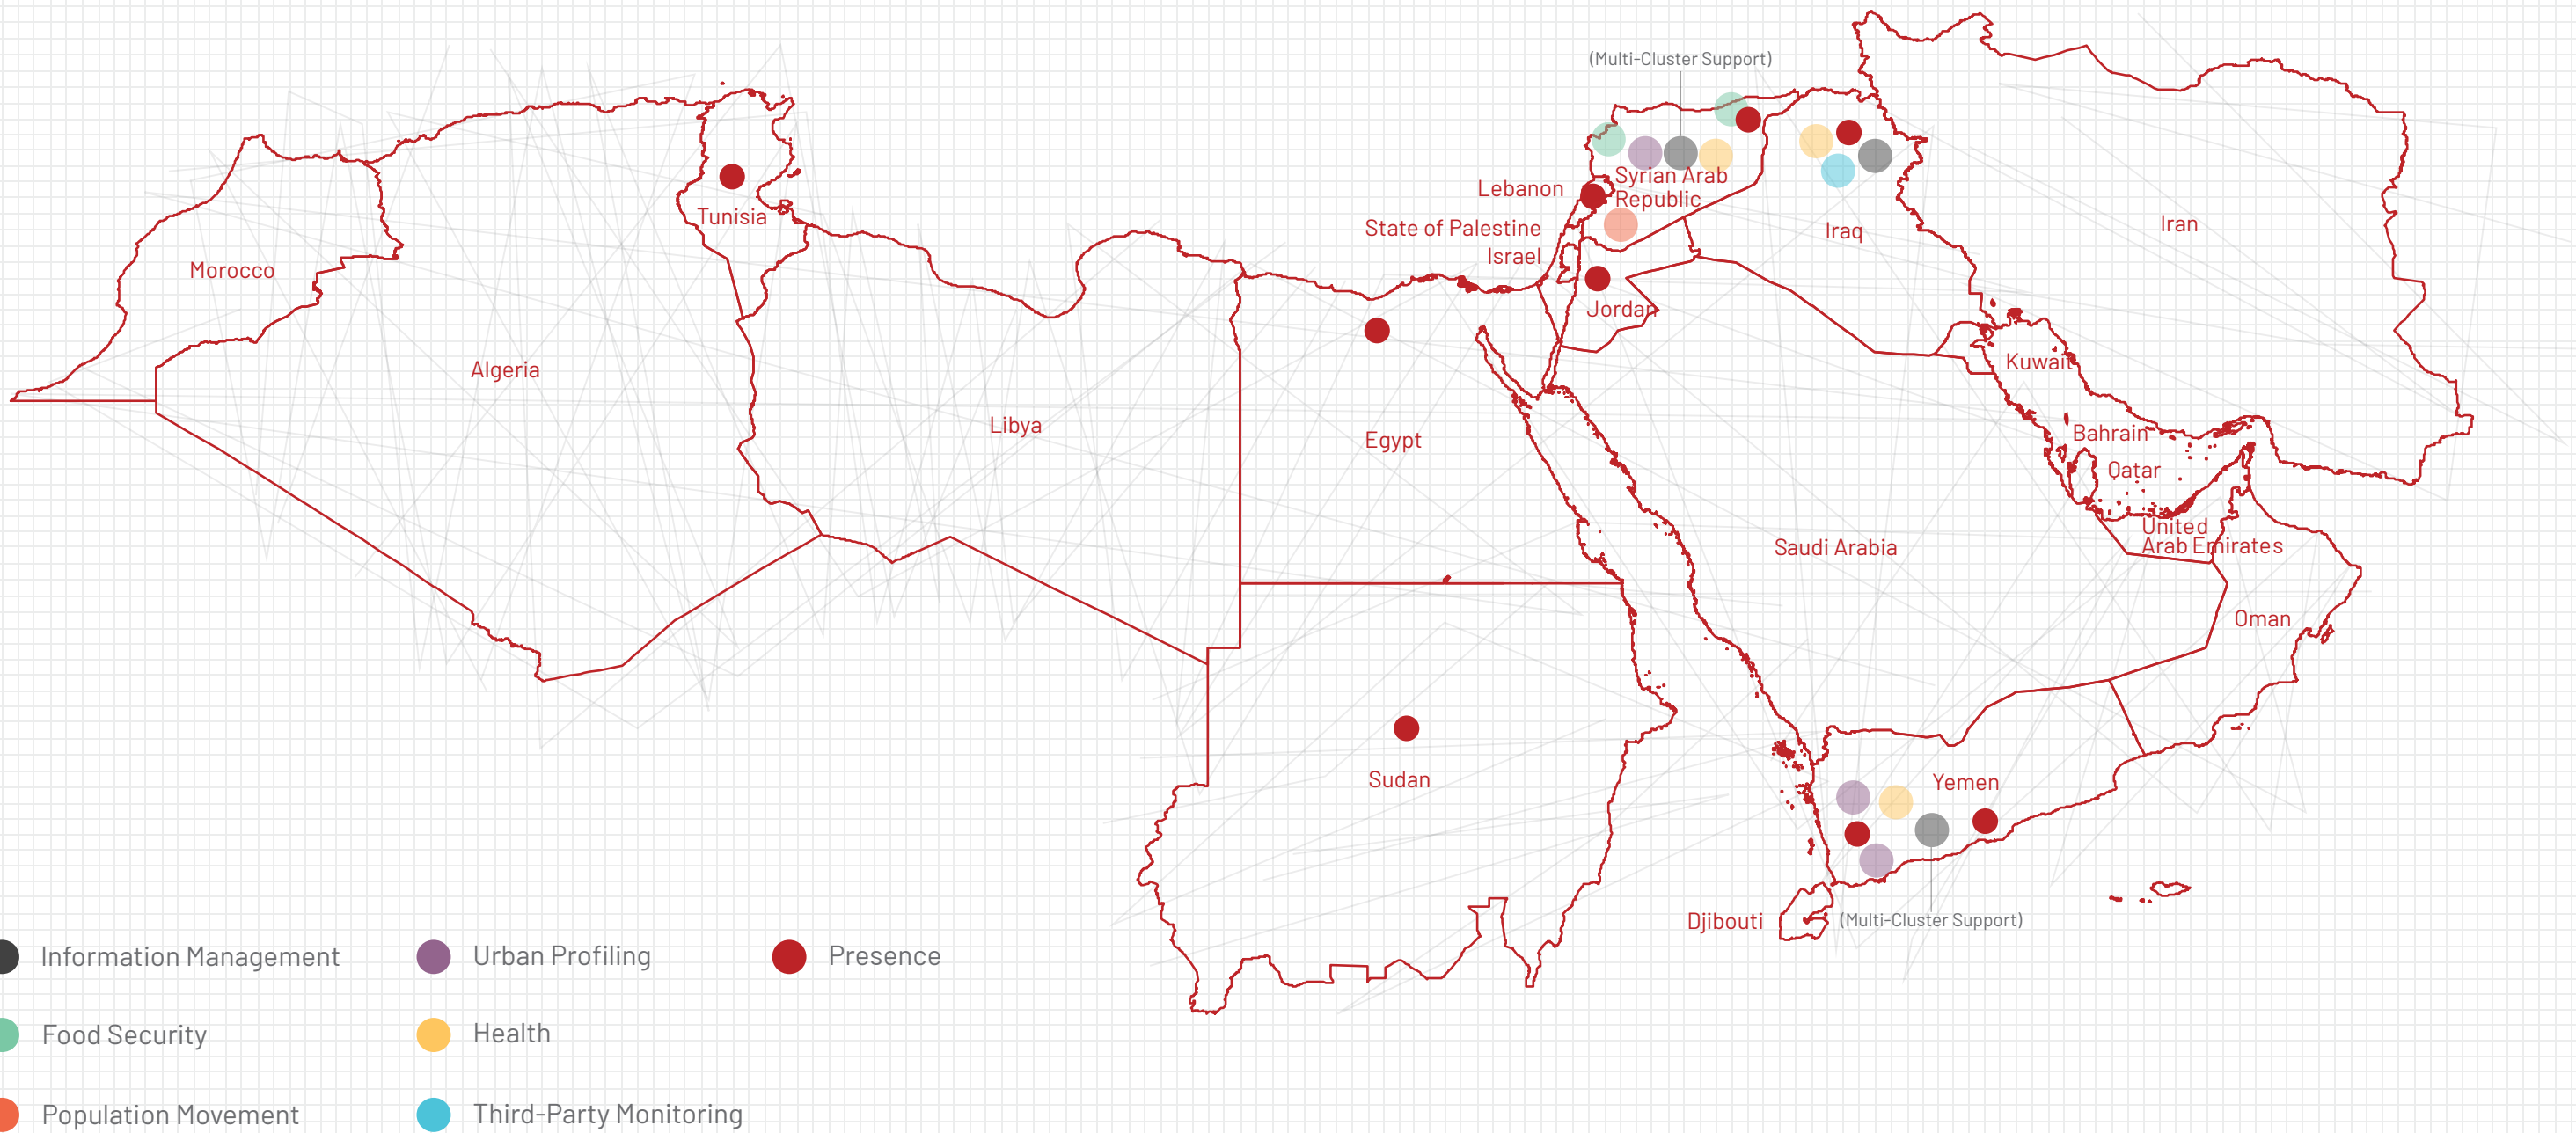 (Multi-Cluster Support)
Lebanon
Syrian Arab
Republic
State of Palestine
Israel
Jordan
Iraq
Iran
Tunisia
Morocco
Algeria
Libya
Egypt
Kuwait
Bahrain
Qatar
United
Arab Emirates
Saudi Arabia
Oman
Sudan
Yemen
Djibouti
(Multi-Cluster Support)
Information Management
Urban Profiling
Presence
Food Security
Health
Population Movement
Third-Party Monitoring